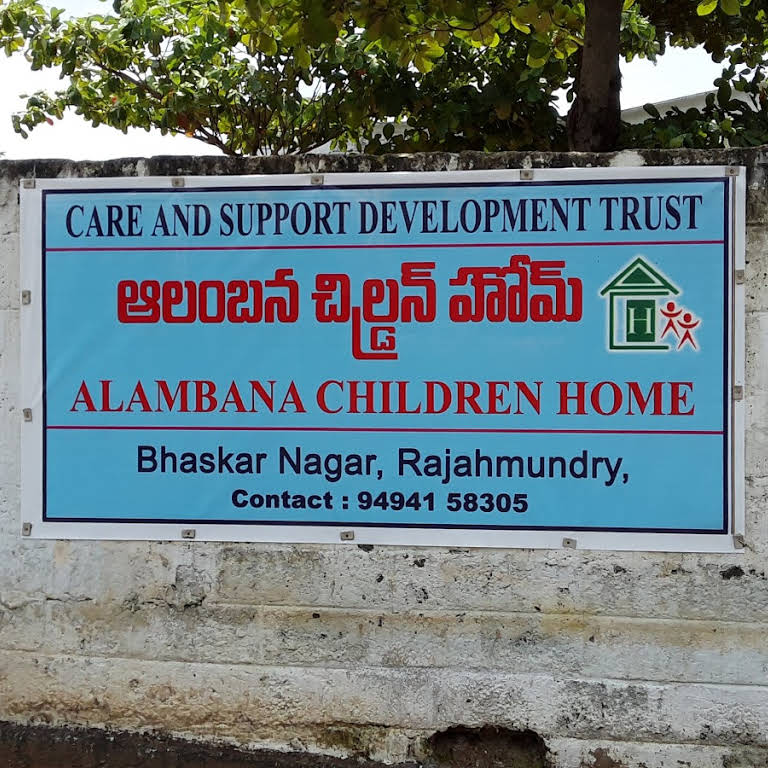 CARE AND SUPPORT DEVELOPMENT TRUST
ఆలంబన చిల్డ్రన్ హోమ్
H
ALAMBANA CHILDREN HOME
Bhaskar Nagar, Rajahmundry,
Contact : 94941 58305